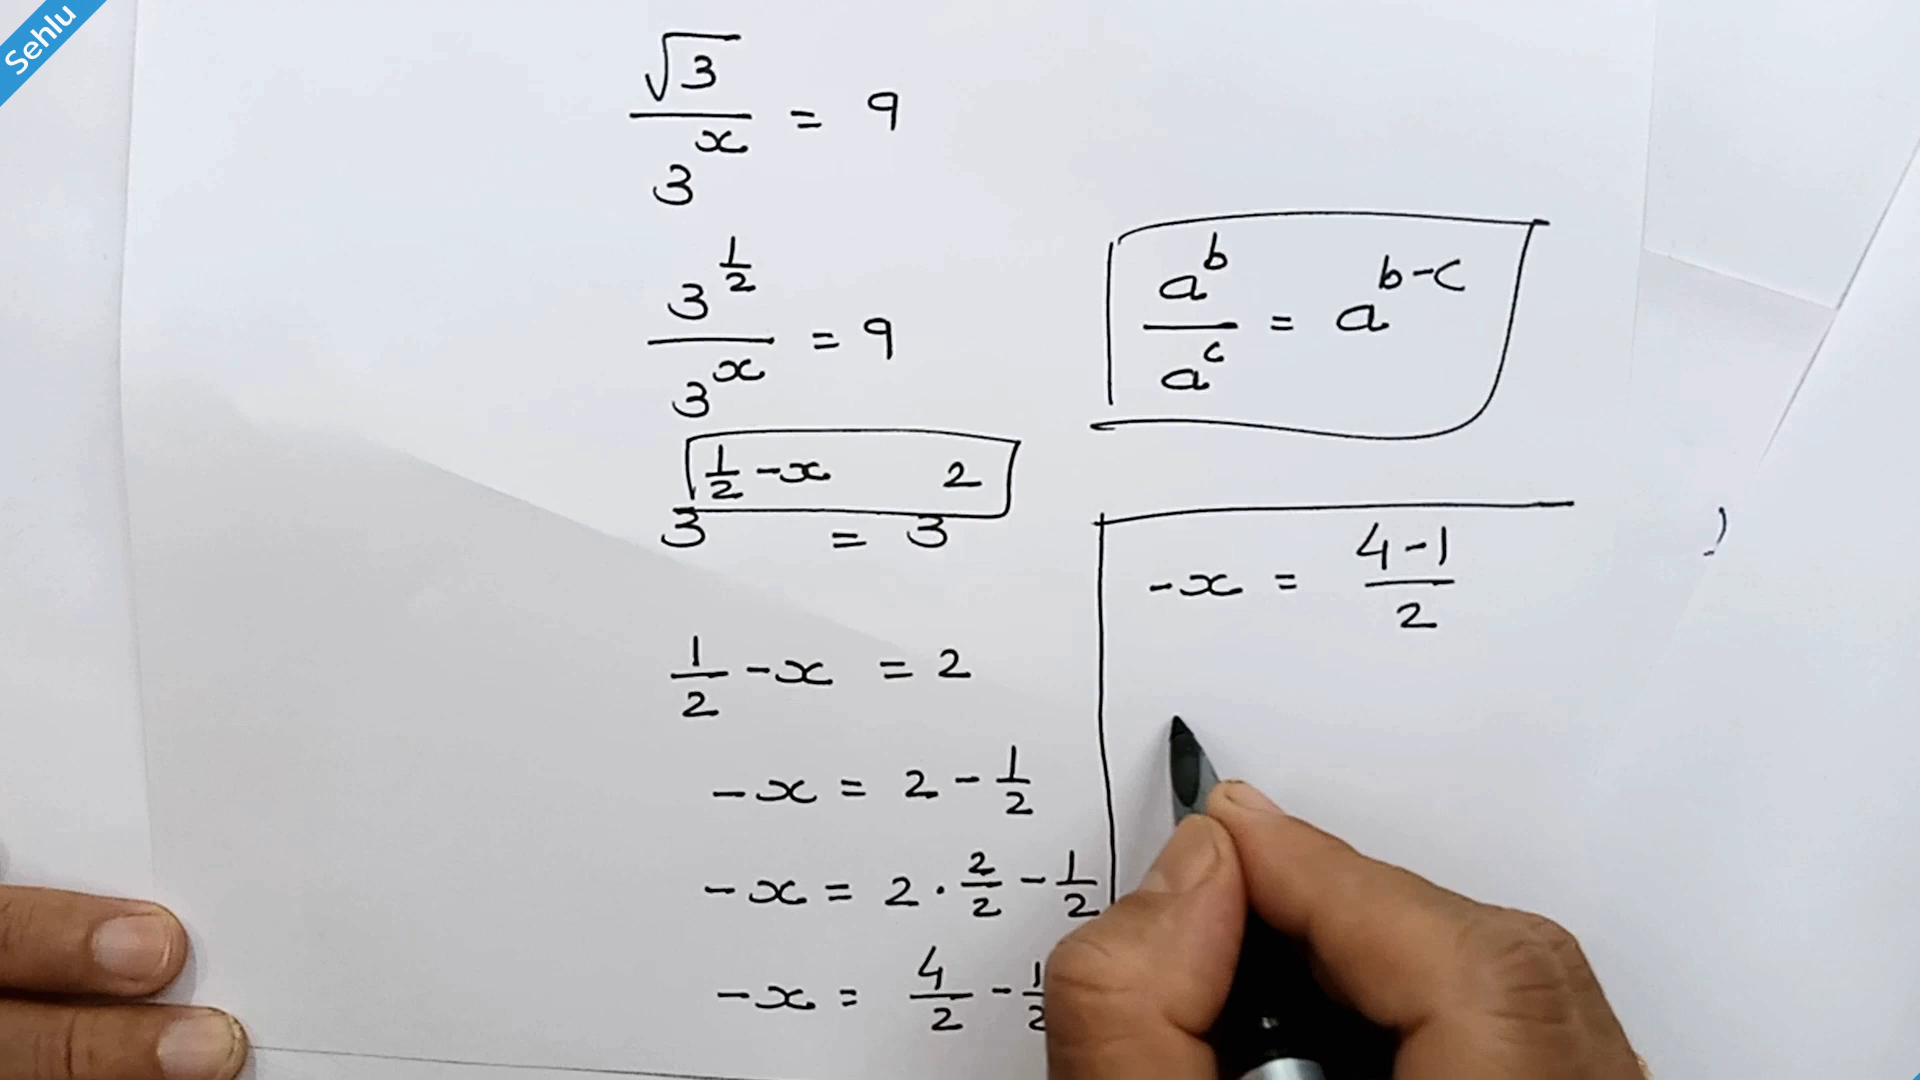 Sehlu
√3 / 3^x = 9
3^(1/2) / 3^x = 9
3^(1/2 - x) = 3^2
1/2 - x = 2
-x = 2 - 1/2
-x = 2 · 2/2 - 1/2
-x = 4/2 - 1/2
a^b / a^c = a^(b-c)
-x = (4-1)/2